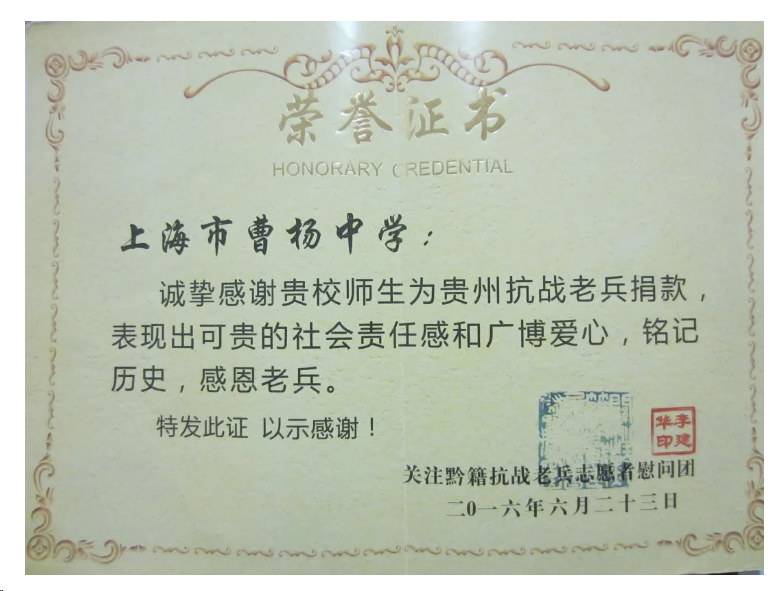 荣誉证书
HONORARY CREDENTIAL
上海市曹杨中学：
诚挚感谢贵校师生为贵州抗战老兵捐款，
表现出可贵的社会责任感和广博爱心，铭记
历史，感恩老兵。
特发此证 以示感谢！
李建
华印
关注黔籍抗战老兵志愿者慰问团
二0一六年六月二十三日